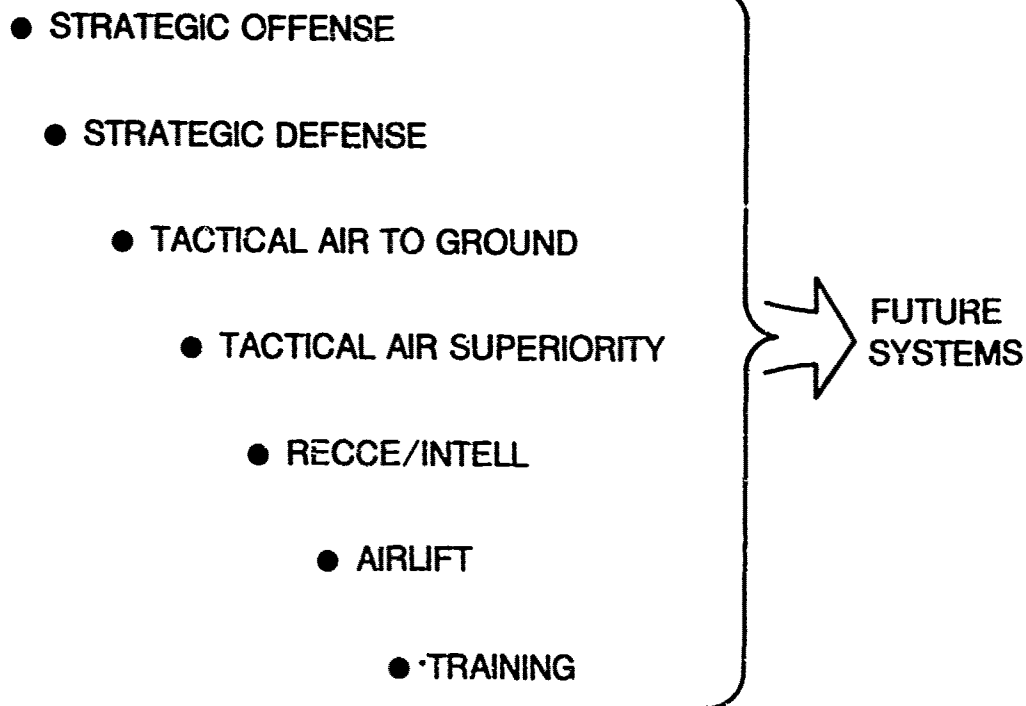 ● STRATEGIC OFFENSE
● STRATEGIC DEFENSE
● TACTICAL AIR TO GROUND
● TACTICAL AIR SUPERIORITY
● RECCE/INTELL
● AIRLIFT
● TRAINING
FUTURE
SYSTEMS